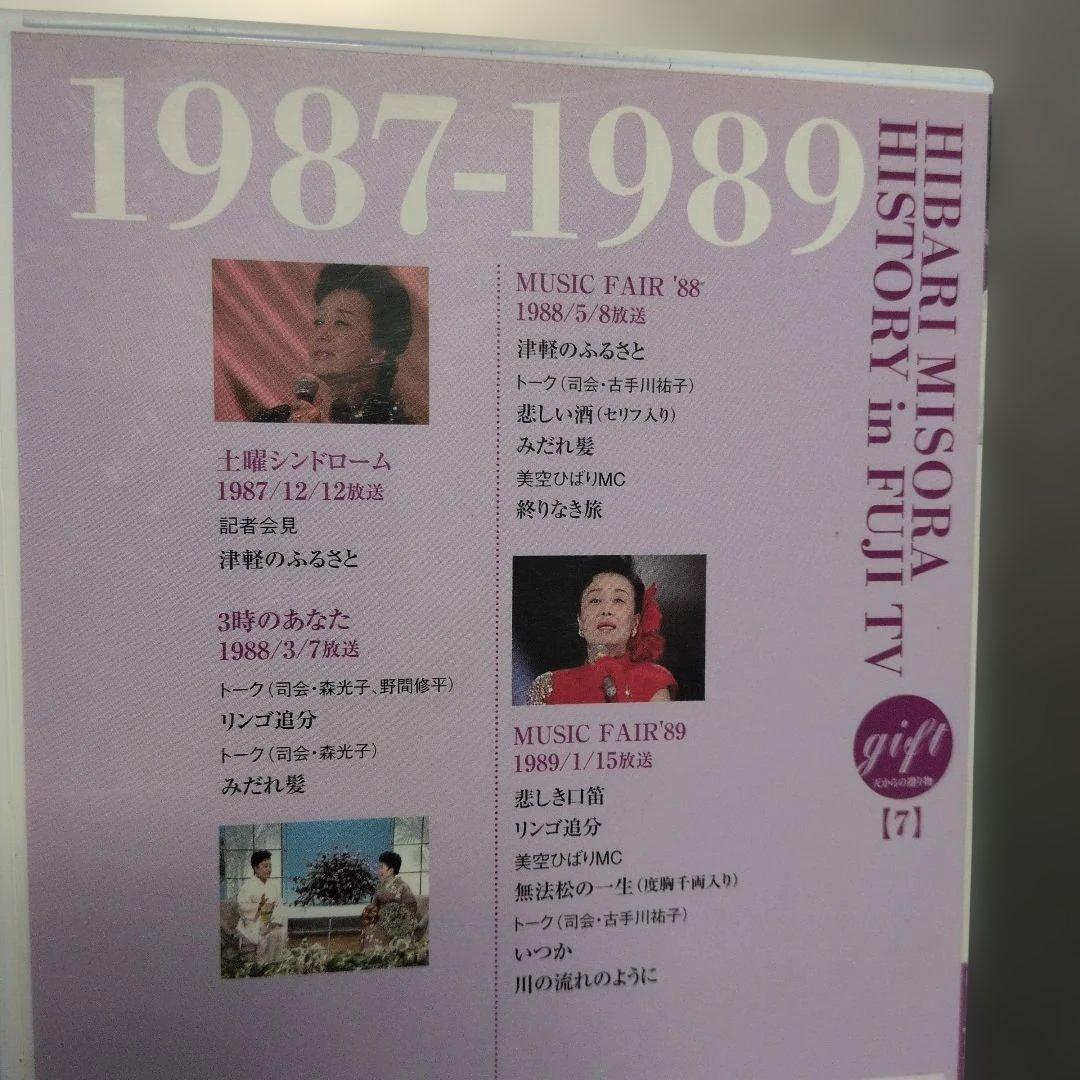 1987-1989
土曜シンドローム
1987/12/12放送
記者会見
津軽のふるさと
3時のあなた
1988/3/7放送
トーク(司会・森光子、野間修平)
リンゴ追分
トーク(司会・森光子)
みだれ髪
MUSIC FAIR '88
1988/5/8放送
津軽のふるさと
トーク(司会・古手川祐子)
悲しい酒(セリフ入り)
みだれ髪
美空ひばりMC
終りなき旅
MUSIC FAIR'89
1989/1/15放送
悲しき口笛
リンゴ追分
美空ひばりMC
無法松の一生(度胸千両入り)
トーク(司会・古手川祐子)
いつか
川の流れのように
HIBARI MISORA
HISTORY in FUJI TV
gift
天からの贈り物
【7】